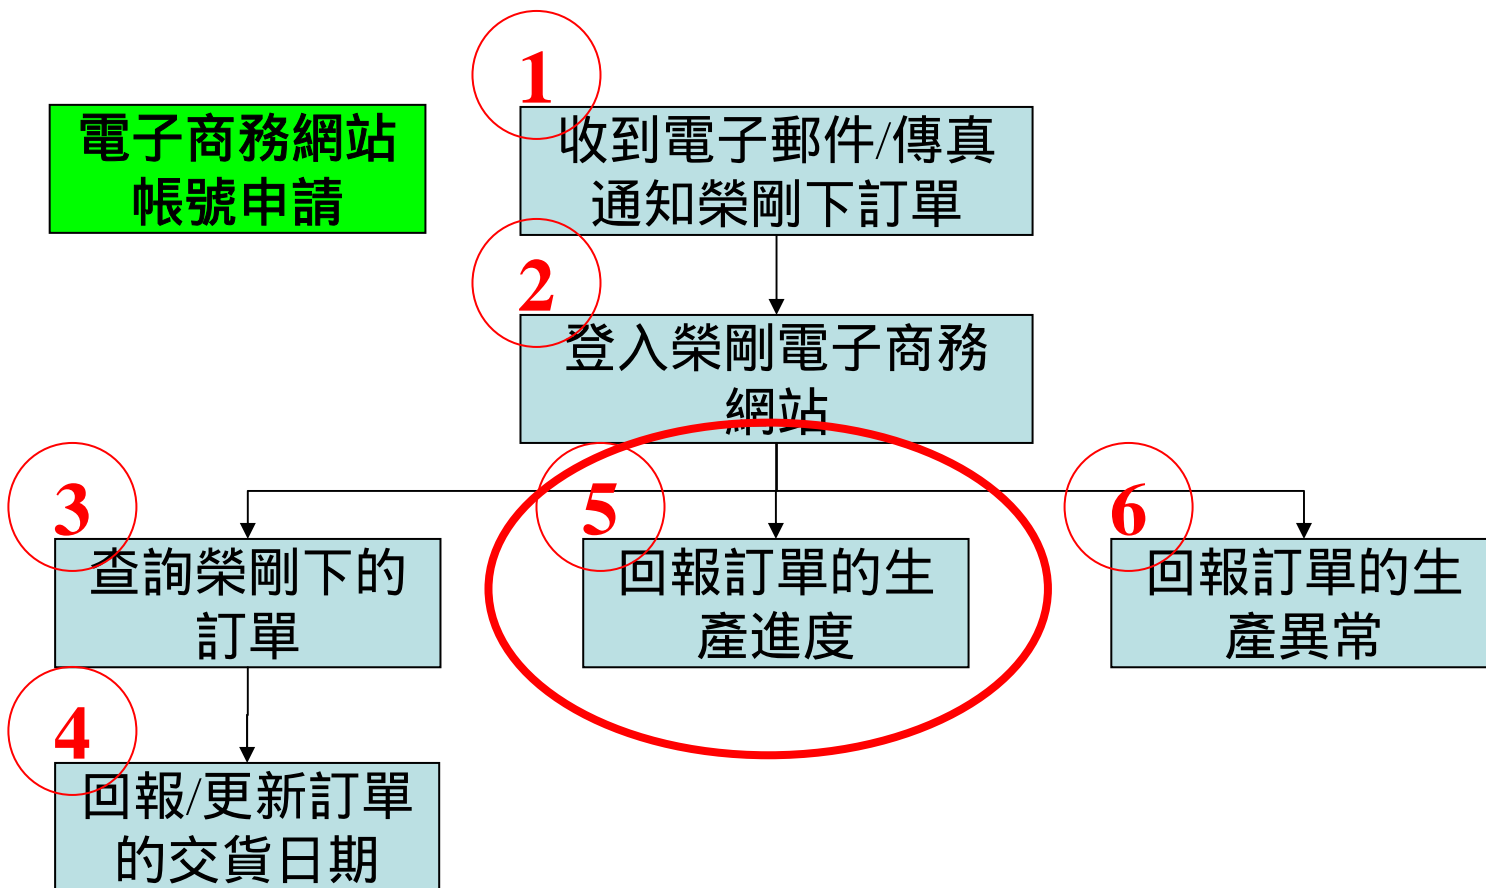 電子商務網站
帳號申請
1
收到電子郵件/傳真
通知榮剛下訂單
2
登入榮剛電子商務
網站
3
查詢榮剛下的
訂單
5
回報訂單的生
產進度
6
回報訂單的生
產異常
4
回報/更新訂單
的交貨日期